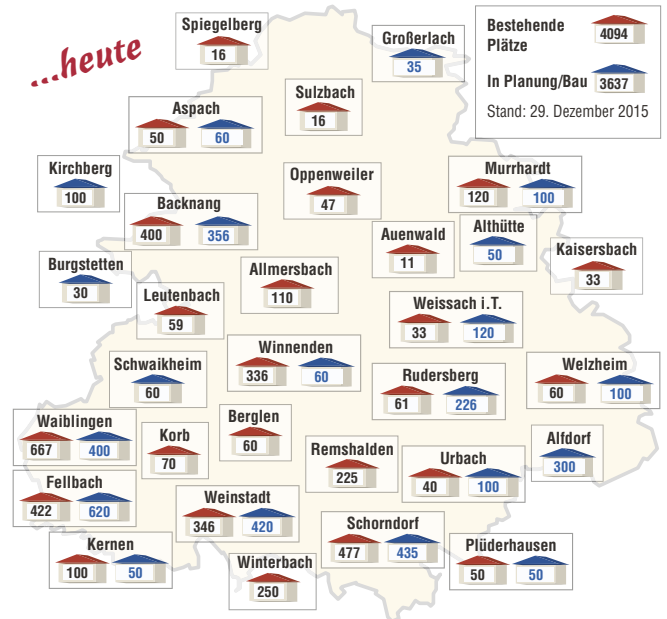 ...heute
Spiegelberg
16
Großerlach
35
Bestehende
Plätze
4094
In Planung/Bau
3637
Stand: 29. Dezember 2015
Sulzbach
16
Aspach
50 60
Kirchberg
100
Oppenweiler
47
Murrhardt
120 100
Backnang
400 356
Auenwald
11
Althütte
50
Kaisersbach
33
Burgstetten
30
Allmersbach
110
Leutenbach
59
Weissach i.T.
33 120
Schwaikheim
60
Winnenden
336 60
Rudersberg
61 226
Welzheim
60 100
Waiblingen
667 400
Korb
70
Berglen
60
Remshalden
225
Urbach
40 100
Alfdorf
300
Fellbach
422 620
Weinstadt
346 420
Schorndorf
477 435
Kernen
100 50
Winterbach
250
Plüderhausen
50 50